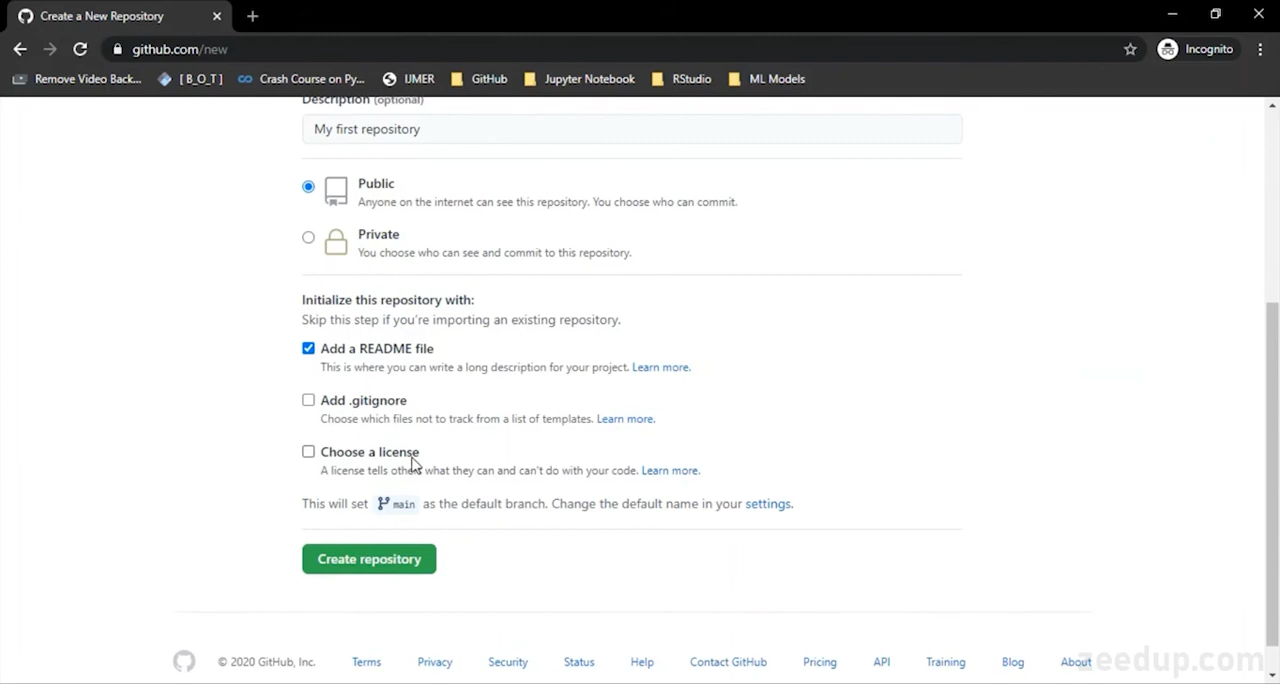 Create a New Repository
github.com/new
Incognito
Remove Video Back... [ B_O_T ] Crash Course on Py... IJMER GitHub Jupyter Notebook RStudio ML Models
Description (optional)
My first repository
Public
Anyone on the internet can see this repository. You choose who can commit.
Private
You choose who can see and commit to this repository.
Initialize this repository with:
Skip this step if you're importing an existing repository.
Add a README file
This is where you can write a long description for your project. Learn more.
Add .gitignore
Choose which files not to track from a list of templates. Learn more.
Choose a license
A license tells others what they can and can't do with your code. Learn more.
This will set main as the default branch. Change the default name in your settings.
Create repository
© 2020 GitHub, Inc. Terms Privacy Security Status Help Contact GitHub Pricing API Training Blog About
zeedup.com